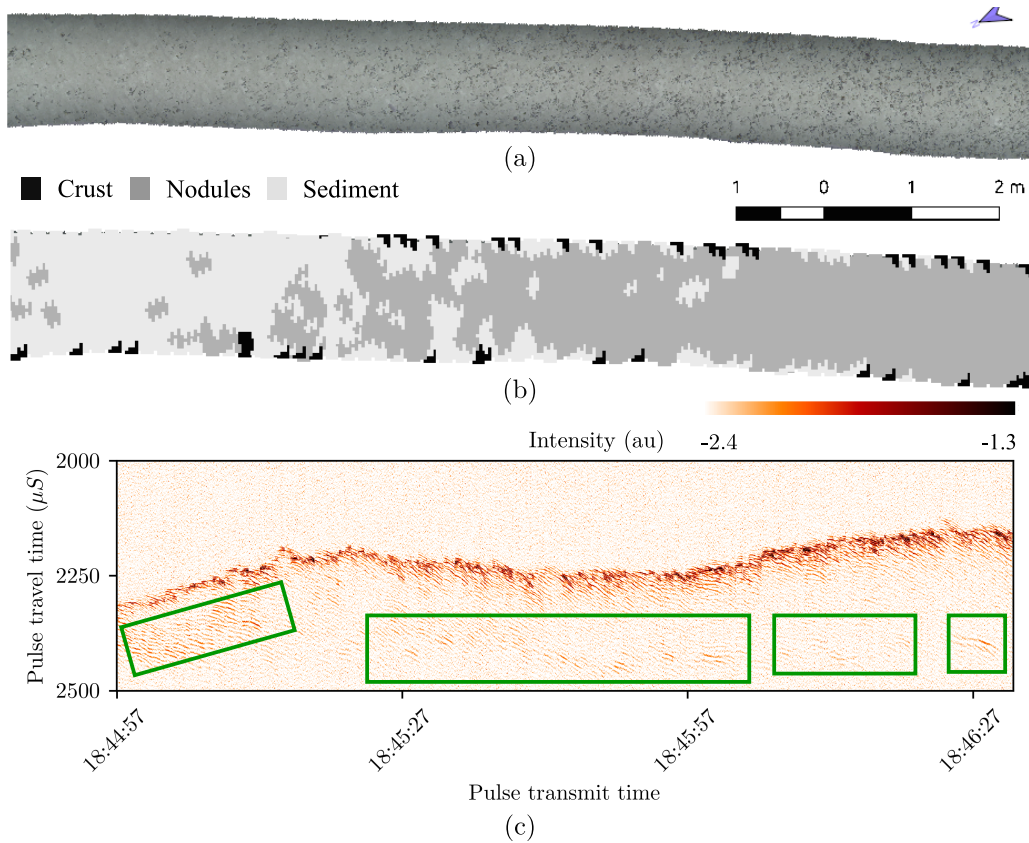 (a)
Crust Nodules Sediment
1 0 1 2 m
(b)
Intensity (au) -2.4 -1.3
Pulse travel time (μS)
2000
2250
2500
18:44:57 18:45:27 18:45:57 18:46:27
Pulse transmit time
(c)